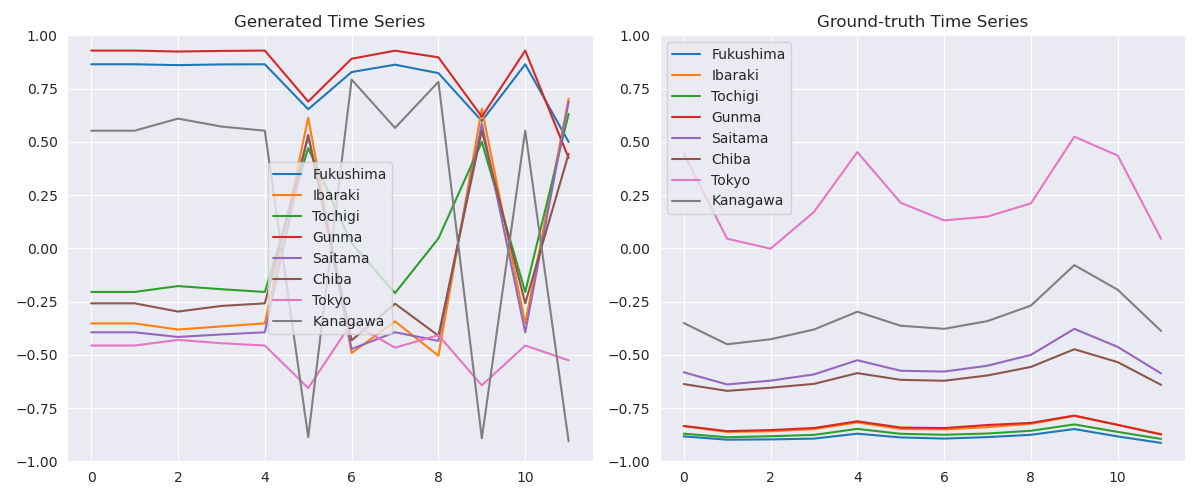 Generated Time Series
1.00
0.75
0.50
0.25
0.00
−0.25
−0.50
−0.75
−1.00
0 2 4 6 8 10
Fukushima
Ibaraki
Tochigi
Gunma
Saitama
Chiba
Tokyo
Kanagawa
Ground-truth Time Series
1.00
0.75
0.50
0.25
0.00
−0.25
−0.50
−0.75
−1.00
0 2 4 6 8 10
Fukushima
Ibaraki
Tochigi
Gunma
Saitama
Chiba
Tokyo
Kanagawa